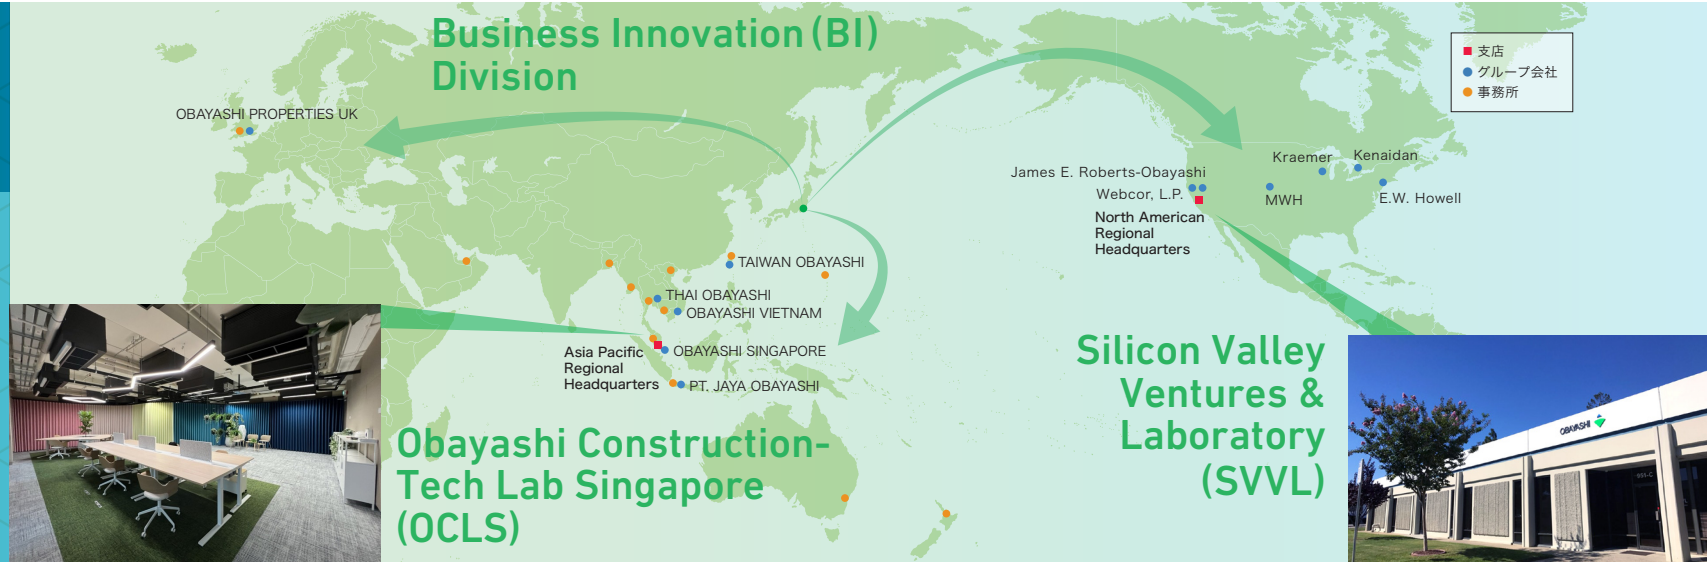 Business Innovation (BI)
Division
支店
グループ会社
事務所
OBAYASHI PROPERTIES UK
Kraemer
Kenaidan
James E. Roberts-Obayashi
Webcor, L.P.
MWH
E.W. Howell
North American
Regional
Headquarters
TAIWAN OBAYASHI
THAI OBAYASHI
OBAYASHI VIETNAM
Asia Pacific
Regional
Headquarters
OBAYASHI SINGAPORE
PT. JAYA OBAYASHI
Silicon Valley
Ventures &
Laboratory
(SVVL)
Obayashi Construction-
Tech Lab Singapore
(OCLS)
OBAYASHI